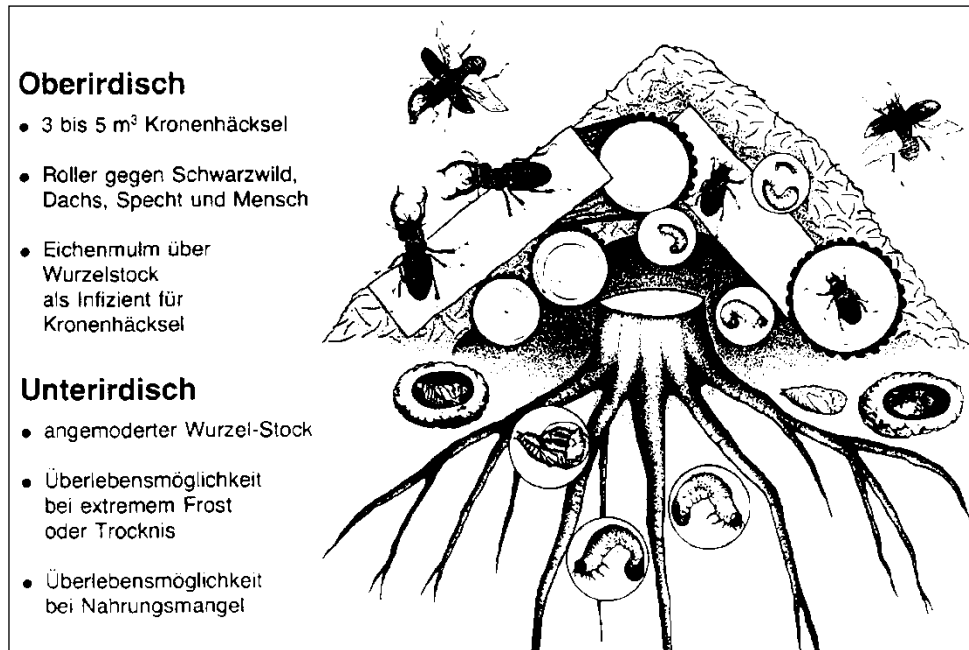 Oberirdisch
• 3 bis 5 m³ Kronenhäcksel
• Roller gegen Schwarzwild,
Dachs, Specht und Mensch
• Eichenmulm über
Wurzelstock
als Infizient für
Kronenhäcksel
Unterirdisch
• angemoderter Wurzel-Stock
• Überlebensmöglichkeit
bei extremem Frost
oder Trocknis
• Überlebensmöglichkeit
bei Nahrungsmangel